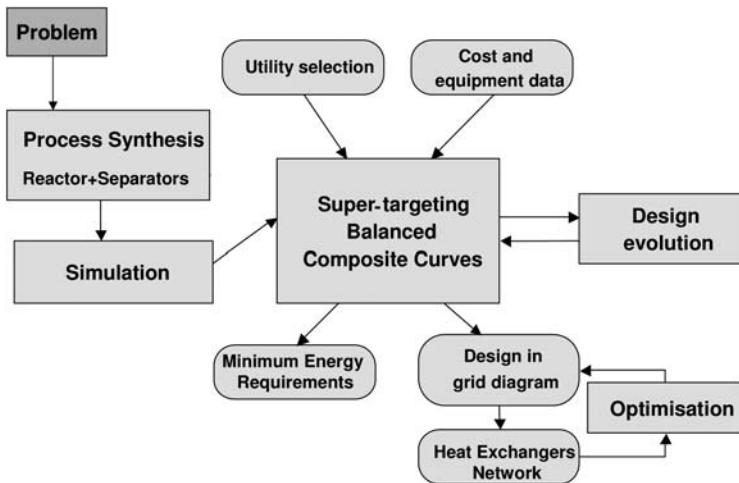 Problem
Utility selection
Cost and
equipment data
Process Synthesis
Reactor+Separators
Super-targeting
Balanced
Composite Curves
Design
evolution
Simulation
Minimum Energy
Requirements
Design in
grid diagram
Optimisation
Heat Exchangers
Network